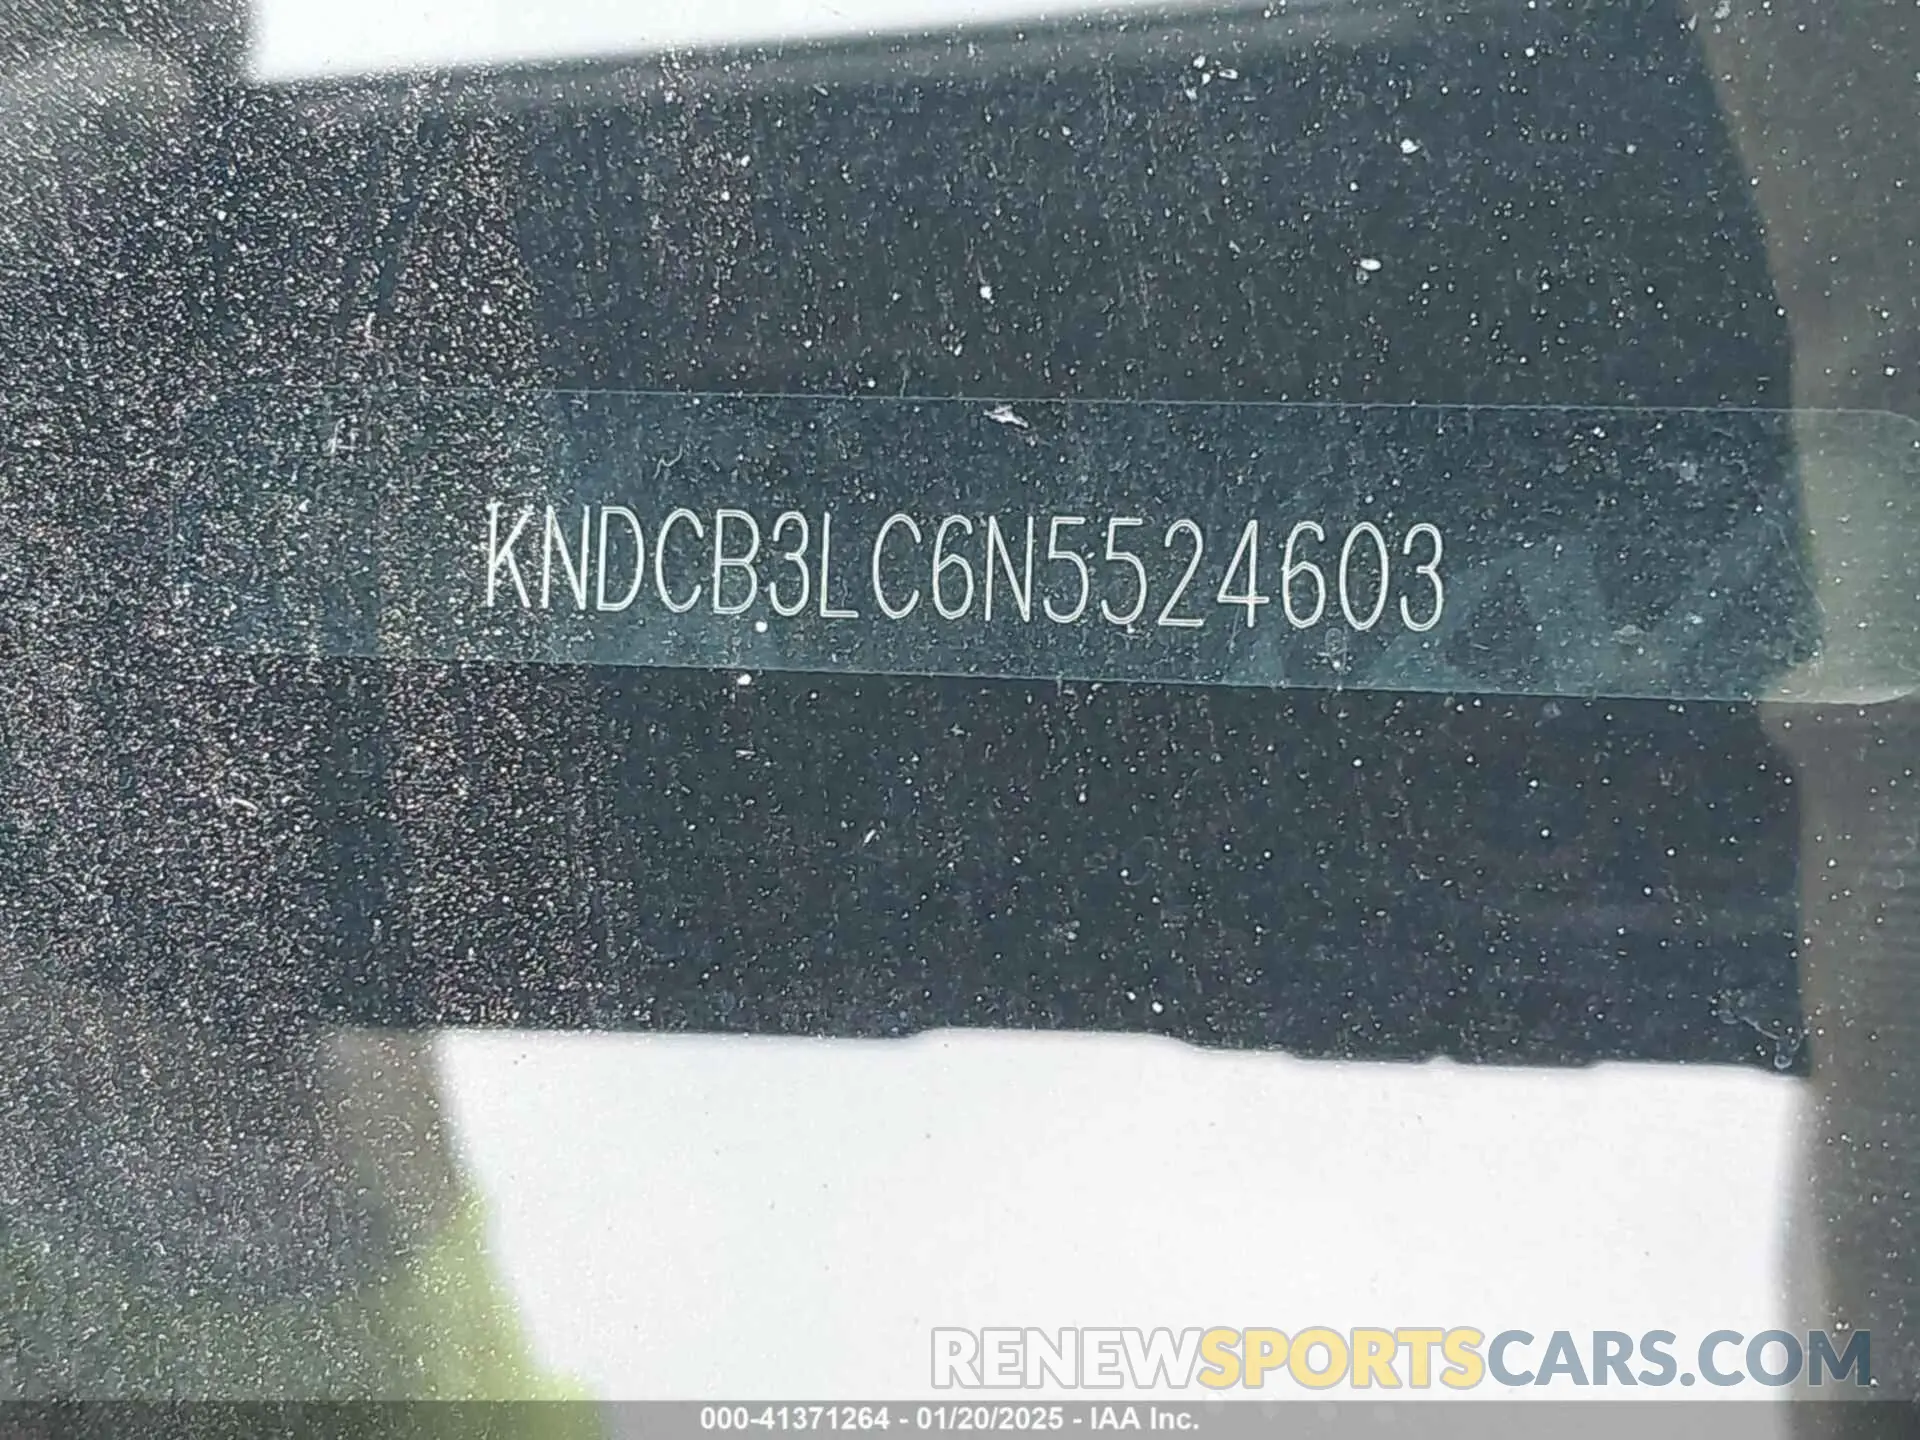 KNDCB3LC6N5524603
RENEWSPORTSCARS.COM
000-41371264 - 01/20/2025 - IAA Inc.